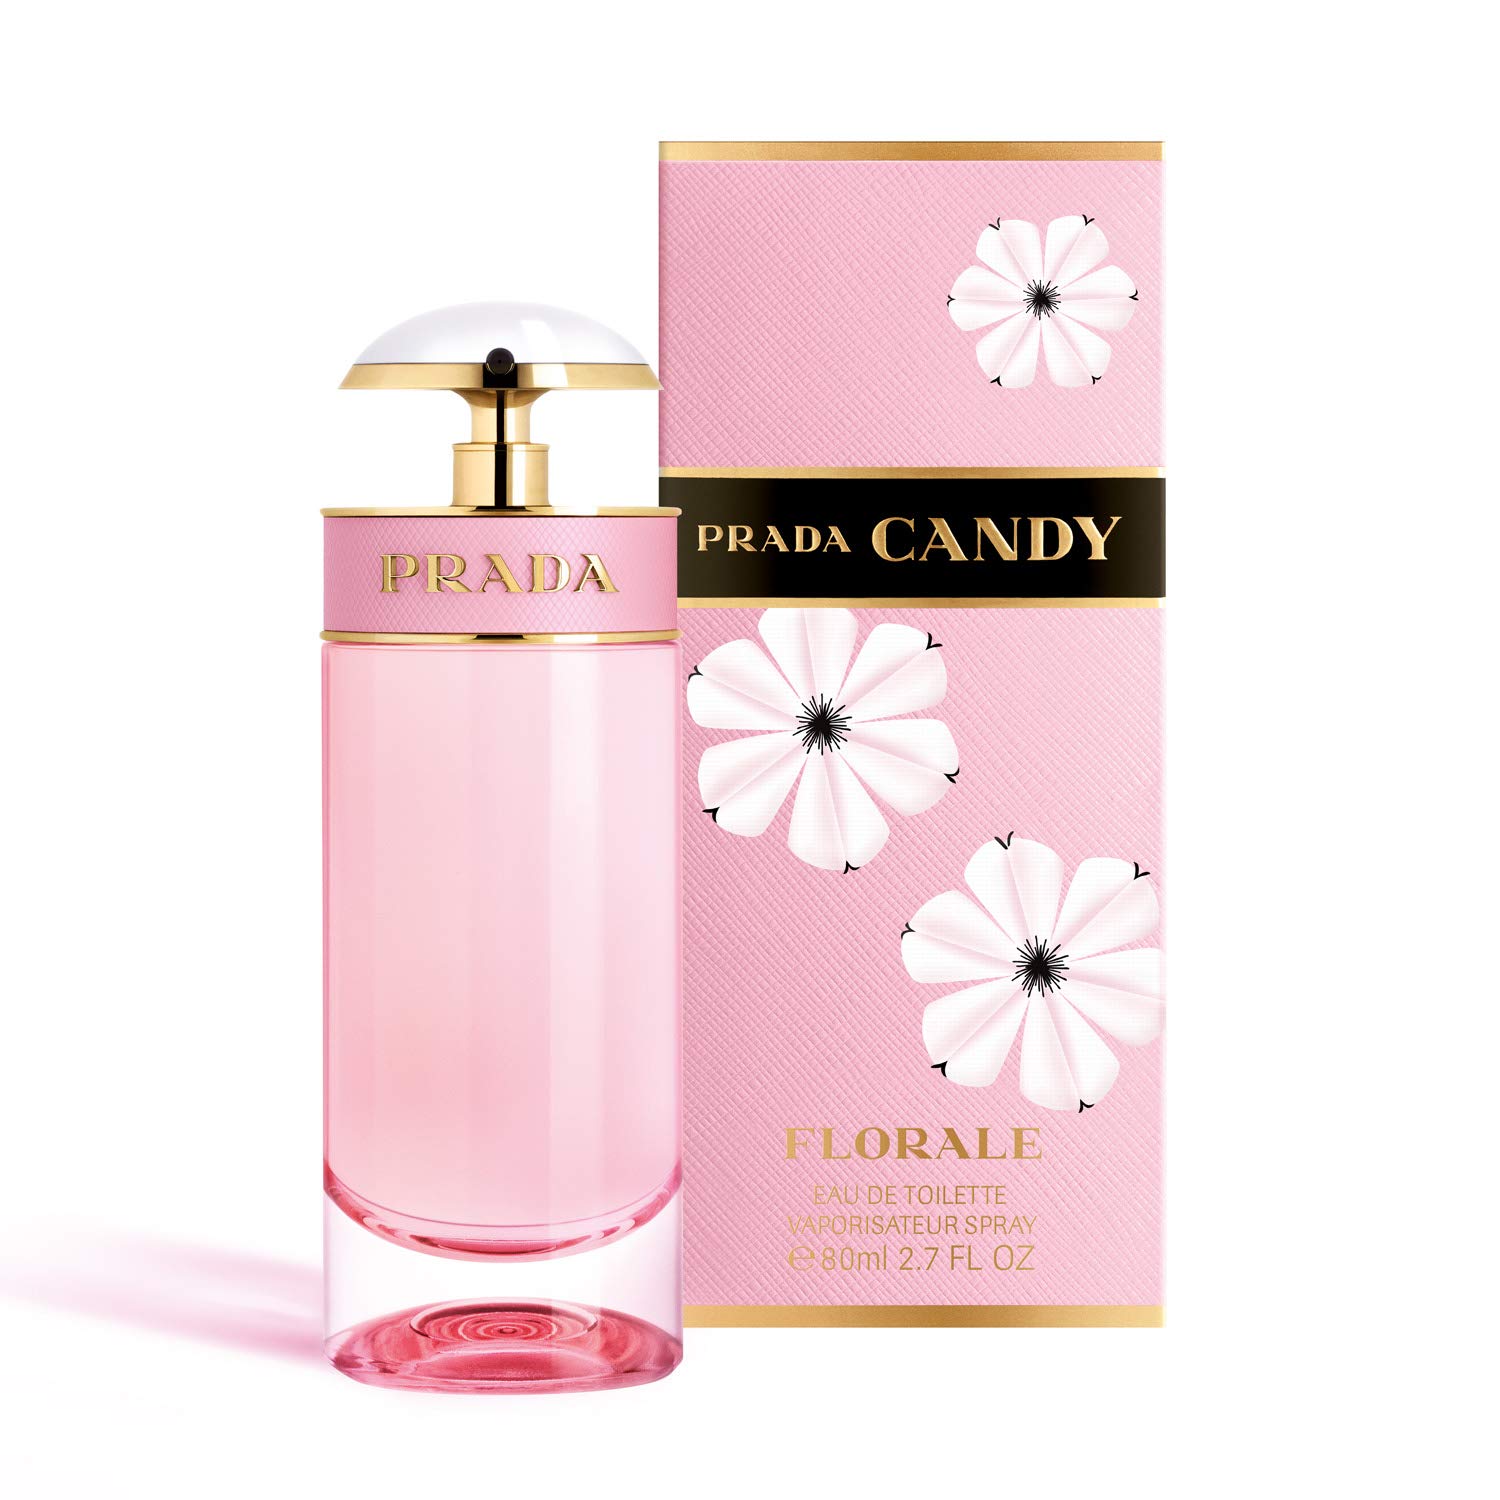 PRADA
PRADA CANDY
FLORALE
EAU DE TOILETTE
VAPORISATEUR SPRAY
℮80ml 2.7 FL OZ